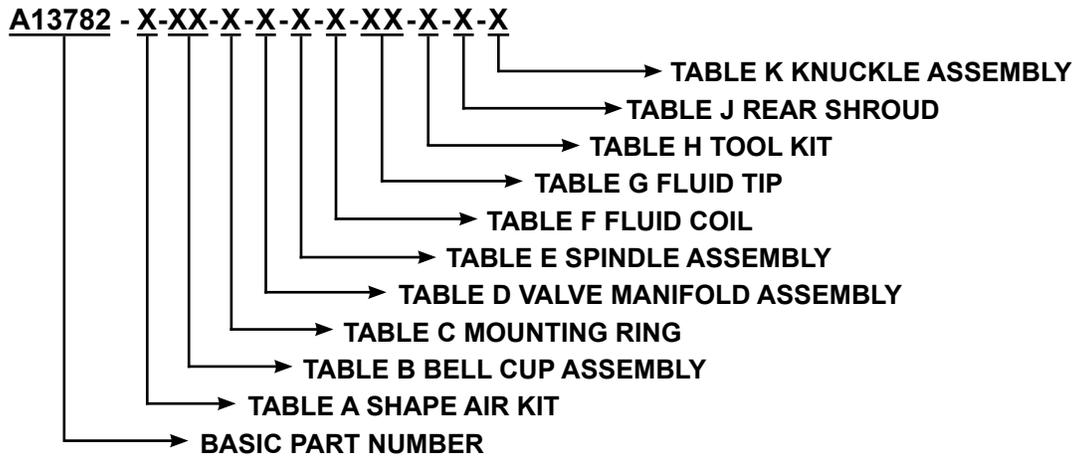 A13782 - X-XX-X-X-X-X-XX-X-X-X
TABLE K KNUCKLE ASSEMBLY
TABLE J REAR SHROUD
TABLE H TOOL KIT
TABLE G FLUID TIP
TABLE F FLUID COIL
TABLE E SPINDLE ASSEMBLY
TABLE D VALVE MANIFOLD ASSEMBLY
TABLE C MOUNTING RING
TABLE B BELL CUP ASSEMBLY
TABLE A SHAPE AIR KIT
BASIC PART NUMBER